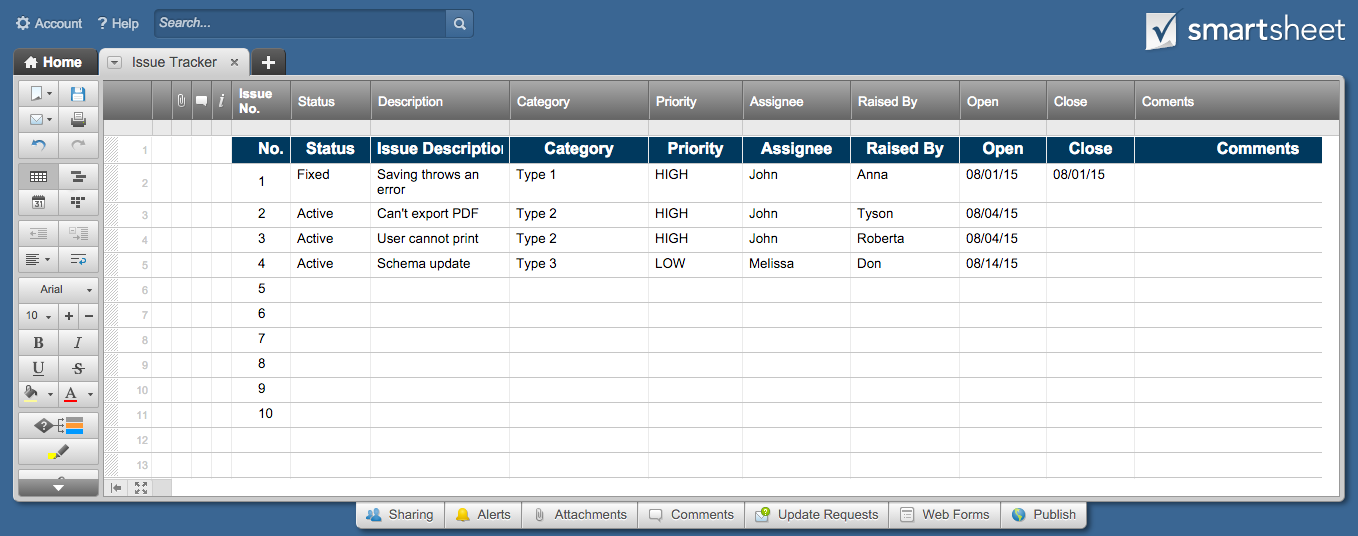 Account ? Help Search...
smartsheet
Home Issue Tracker × +
Issue No. Status Description Category Priority Assignee Raised By Open Close Coments
1 No. Status Issue Description Category Priority Assignee Raised By Open Close Comments
2 1 Fixed Saving throws an error Type 1 HIGH John Anna 08/01/15 08/01/15
3 2 Active Can't export PDF Type 2 HIGH John Tyson 08/04/15
4 3 Active User cannot print Type 2 HIGH John Roberta 08/04/15
5 4 Active Schema update Type 3 LOW Melissa Don 08/14/15
6 5
7 6
8 7
9 8
10 9
11 10
12
13
31
Arial
10 + −
B I
U S
A
Sharing Alerts Attachments Comments Update Requests Web Forms Publish